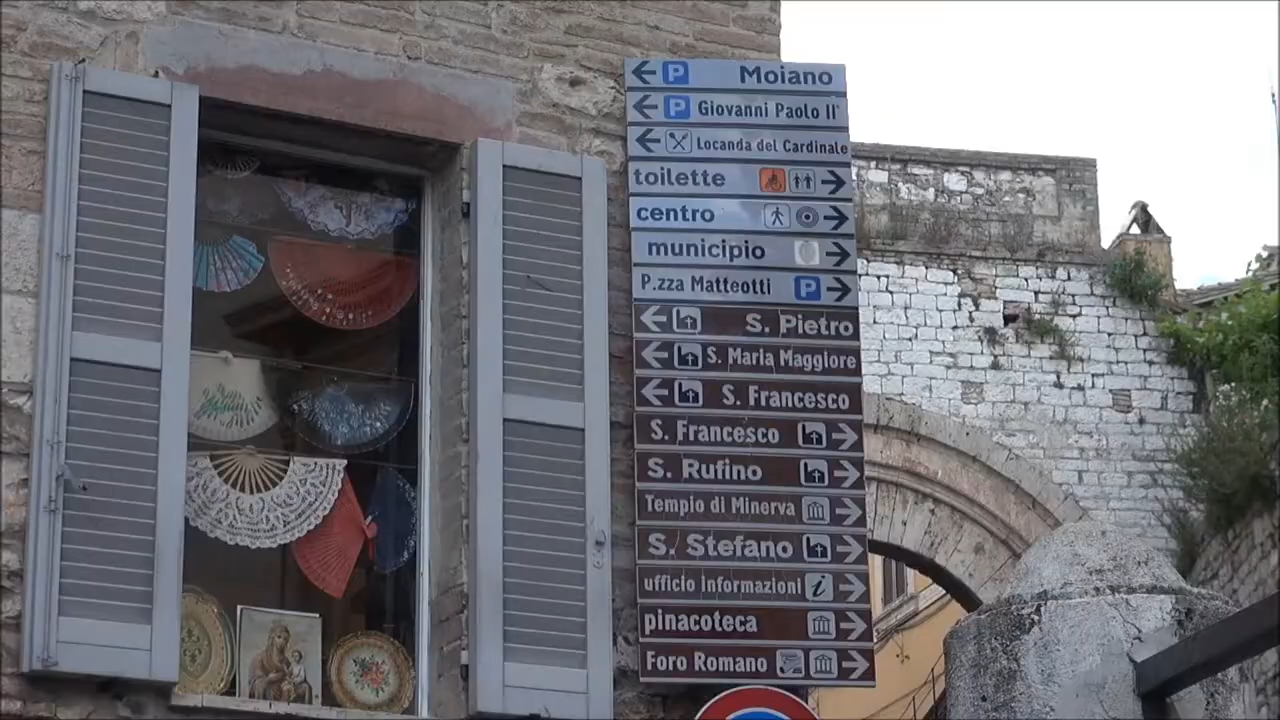 P Moiano
P Giovanni Paolo II°
Locanda del Cardinale
toilette
centro
municipio
P.zza Matteotti P
S. Pietro
S. Maria Maggiore
S. Francesco
S. Francesco
S. Rufino
Tempio di Minerva
S. Stefano
ufficio informazioni i
pinacoteca
Foro Romano